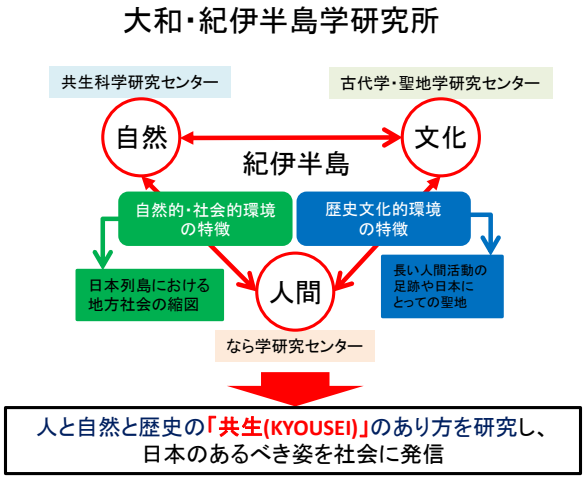 大和・紀伊半島学研究所
共生科学研究センター
古代学・聖地学研究センター
自然
文化
紀伊半島
自然的・社会的環境
の特徴
歴史文化的環境
の特徴
日本列島における
地方社会の縮図
人間
長い人間活動の
足跡や日本に
とっての聖地
なら学研究センター
人と自然と歴史の「共生(KYOUSEI)」のあり方を研究し、
日本のあるべき姿を社会に発信